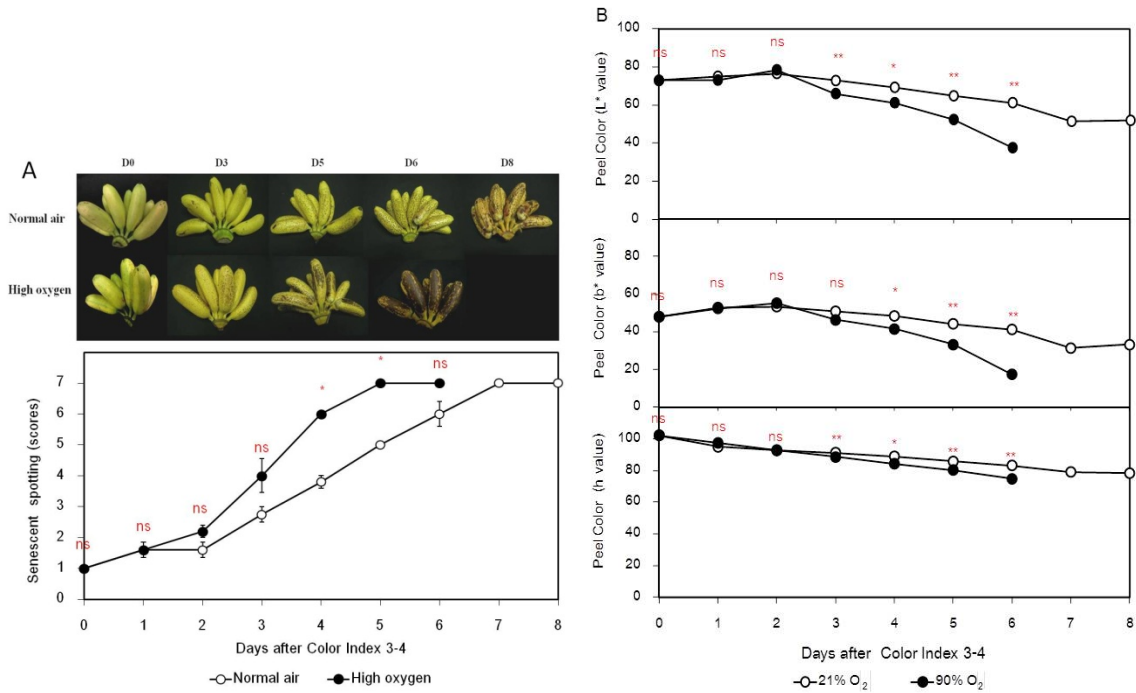 A
D0 D3 D5 D6 D8
Normal air
High oxygen
Senescent spotting (scores)
7
6
5
4
3
2
1
ns ns ns ns * * ns
0 1 2 3 4 5 6 7 8
Days after Color Index 3-4
Normal air High oxygen
B
Peel Color (L* value)
100
80
60
40
20
0
ns ns ns ** * ** **
Peel Color (b* value)
80
60
40
20
0
ns ns ns ns * ** **
Peel Color (h value)
100
80
60
40
20
0
ns ns ns ** * ** **
0 1 2 3 4 5 6 7 8
Days after Color Index 3-4
21% O₂ 90% O₂